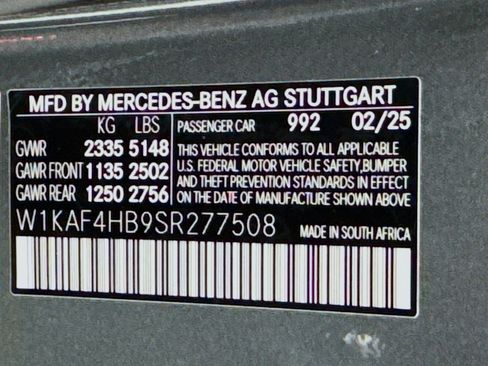 MFD BY MERCEDES-BENZ AG STUTTGART
KG LBS
GVWR 2335 5148
GAWR FRONT 1135 2502
GAWR REAR 1250 2756
PASSENGER CAR 992 02/25
THIS VEHICLE CONFORMS TO ALL APPLICABLE
U.S. FEDERAL MOTOR VEHICLE SAFETY, BUMPER
AND THEFT PREVENTION STANDARDS IN EFFECT
ON THE DATE OF MANUFACTURE SHOWN ABOVE.
W1KAF4HB9SR277508
MADE IN SOUTH AFRICA